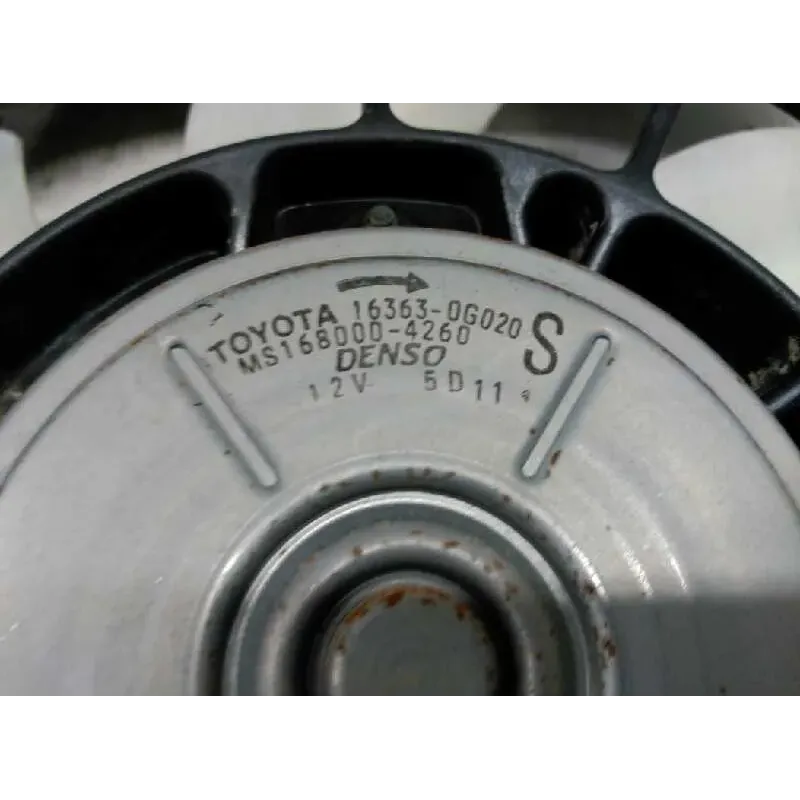 TOYOTA 16363-0G020
MS168000-4260 S
DENSO
12V 5D11